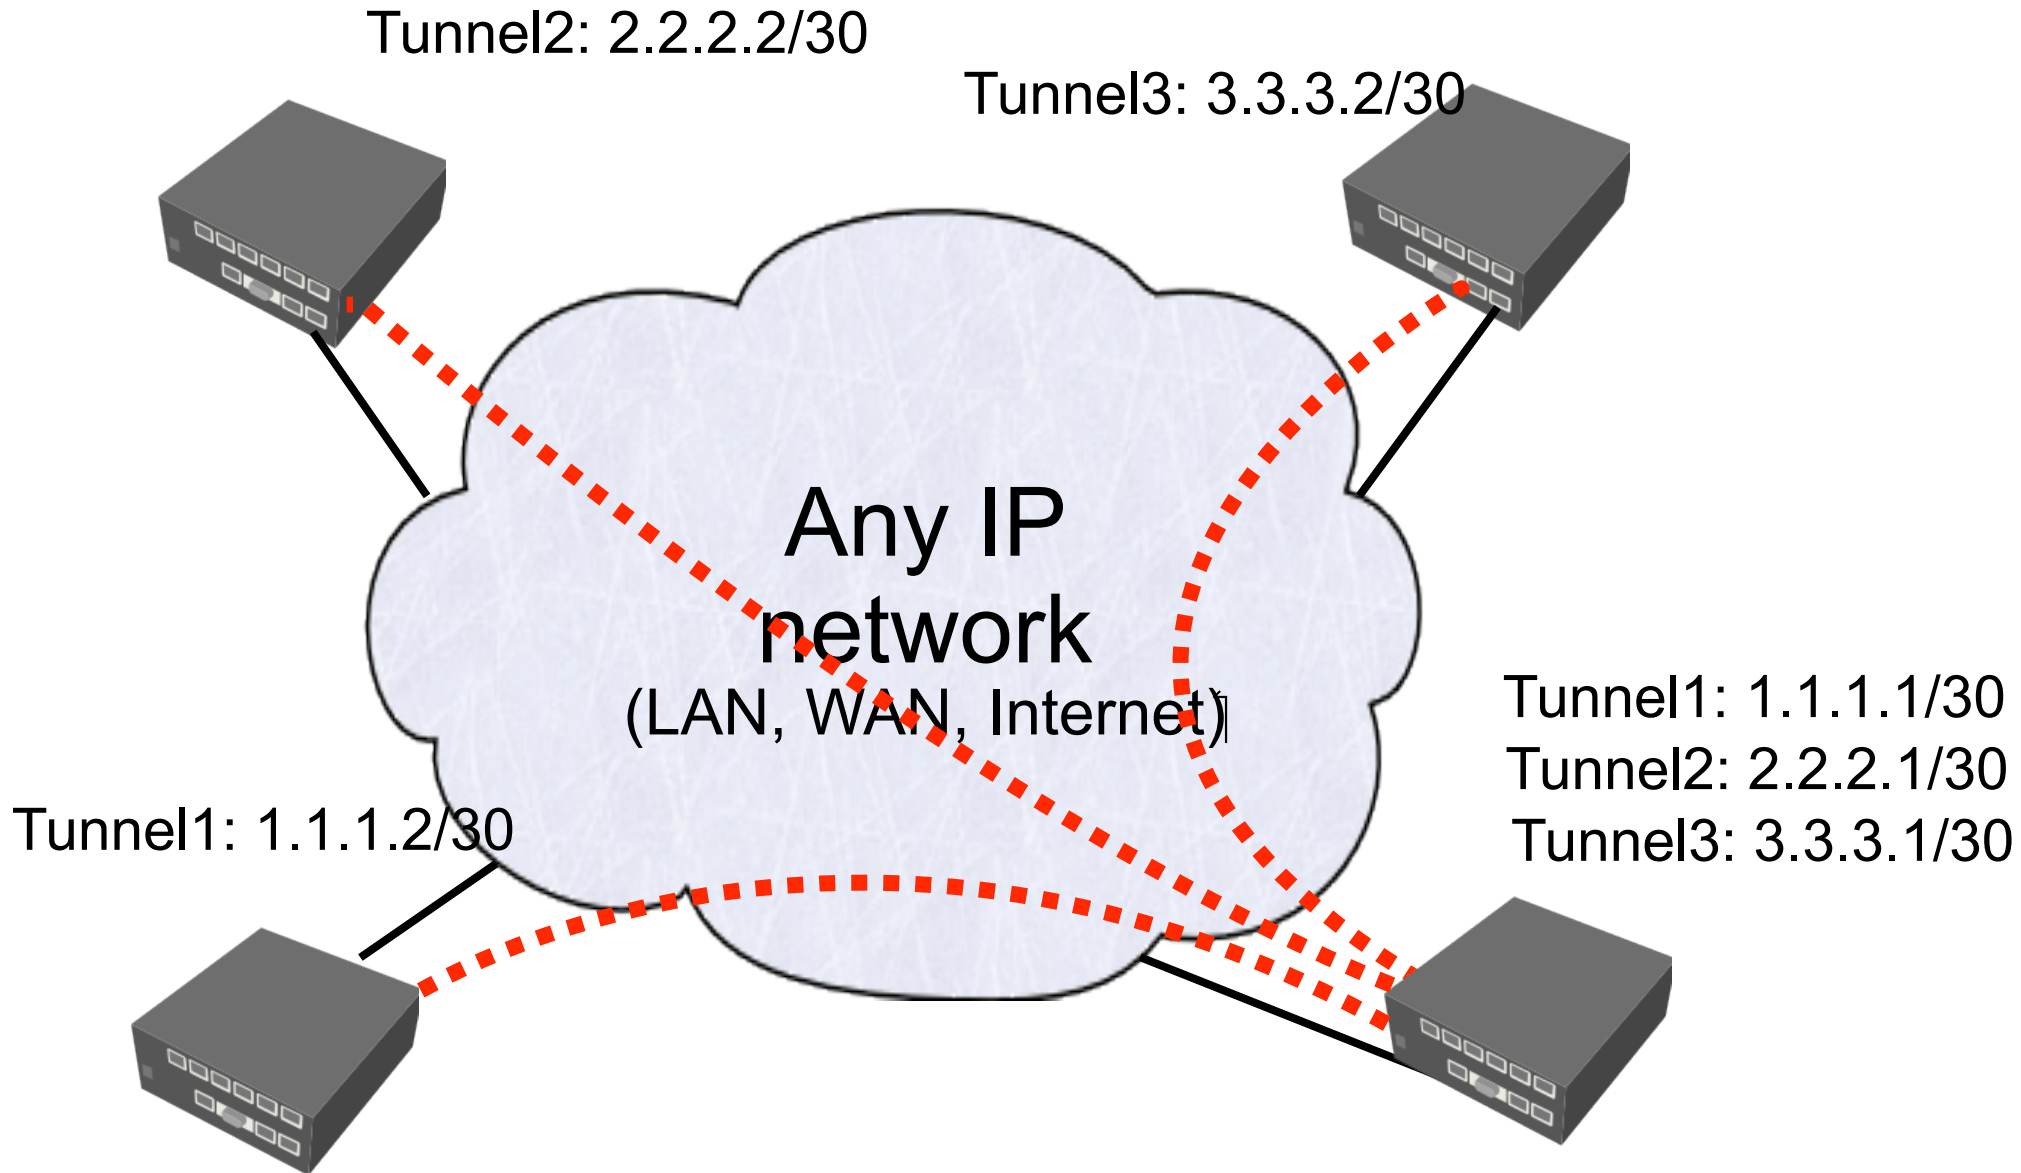 Tunnel2: 2.2.2.2/30
Tunnel3: 3.3.3.2/30
Any IP
network
(LAN, WAN, Internet)
Tunnel1: 1.1.1.1/30
Tunnel2: 2.2.2.1/30
Tunnel3: 3.3.3.1/30
Tunnel1: 1.1.1.2/30